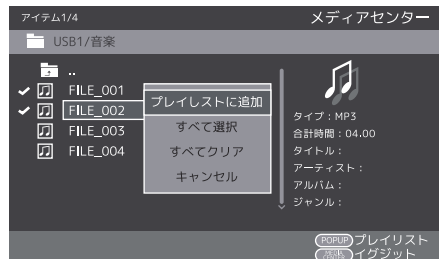 アイテム1/4
メディアセンター
USB1/音楽
..
FILE_001
FILE_002
FILE_003
FILE_004
プレイリストに追加
すべて選択
すべてクリア
キャンセル
タイプ：MP3
合計時間：04.00
タイトル：
アーティスト：
アルバム：
ジャンル：
POPUP プレイリスト
イグジット